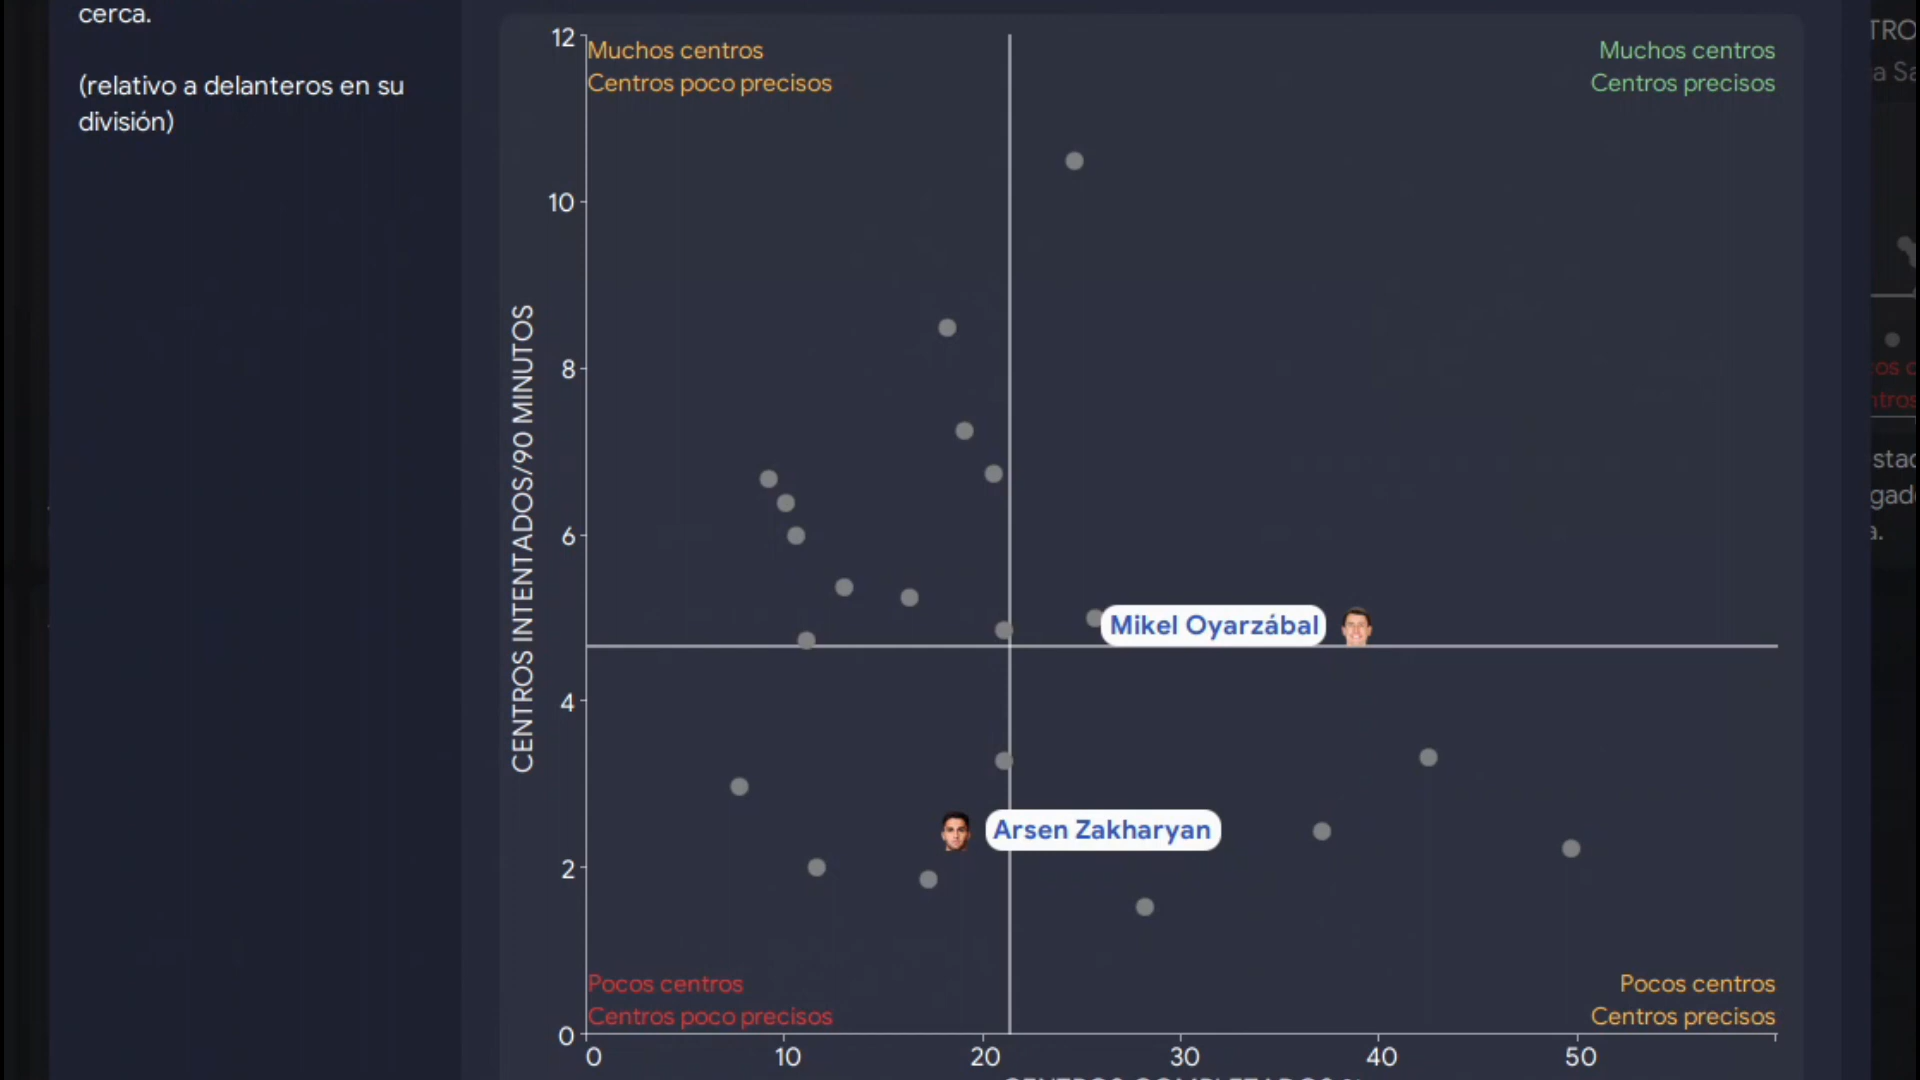 cerca.
(relativo a delanteros en su
división)
12
Muchos centros
Centros poco precisos
Muchos centros
Centros precisos
10
8
6
4
2
0
CENTROS INTENTADOS/90 MINUTOS
Mikel Oyarzábal
Arsen Zakharyan
Pocos centros
Centros poco precisos
Pocos centros
Centros precisos
0
10
20
30
40
50